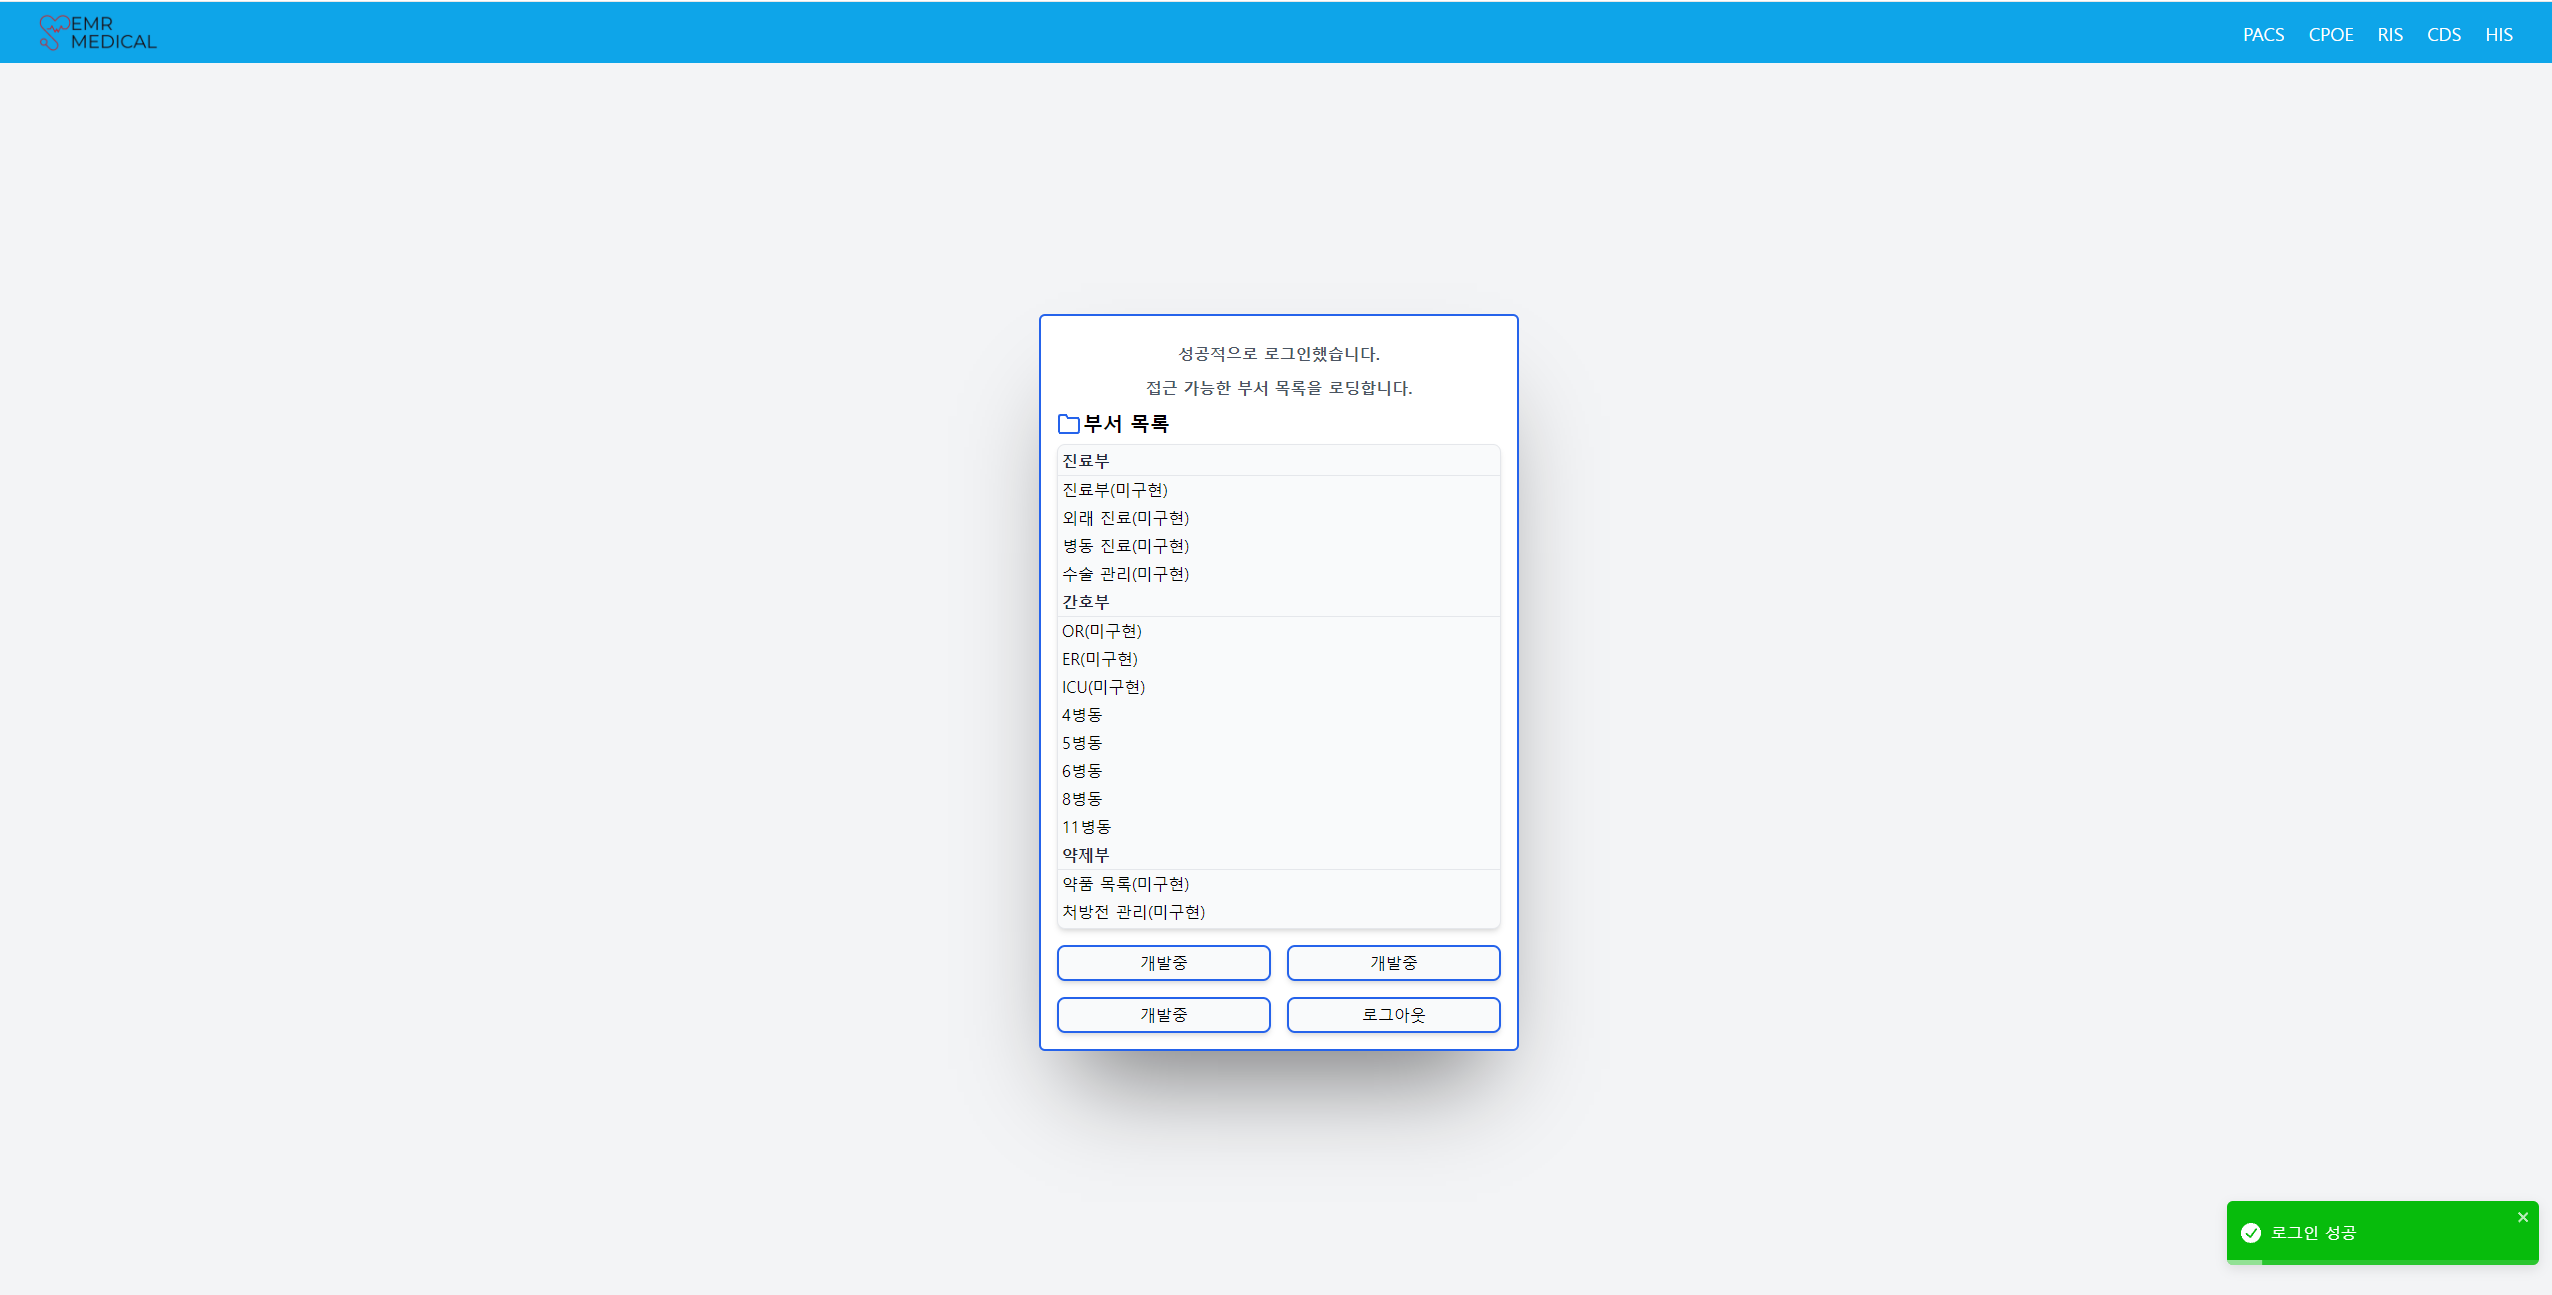 EMR
MEDICAL
PACS CPOE RIS CDS HIS
성공적으로 로그인했습니다.
접근 가능한 부서 목록을 로딩합니다.
부서 목록
진료부
진료부(미구현)
외래 진료(미구현)
병동 진료(미구현)
수술 관리(미구현)
간호부
OR(미구현)
ER(미구현)
ICU(미구현)
4병동
5병동
6병동
8병동
11병동
약제부
약품 목록(미구현)
처방전 관리(미구현)
개발중 개발중
개발중 로그아웃
로그인 성공